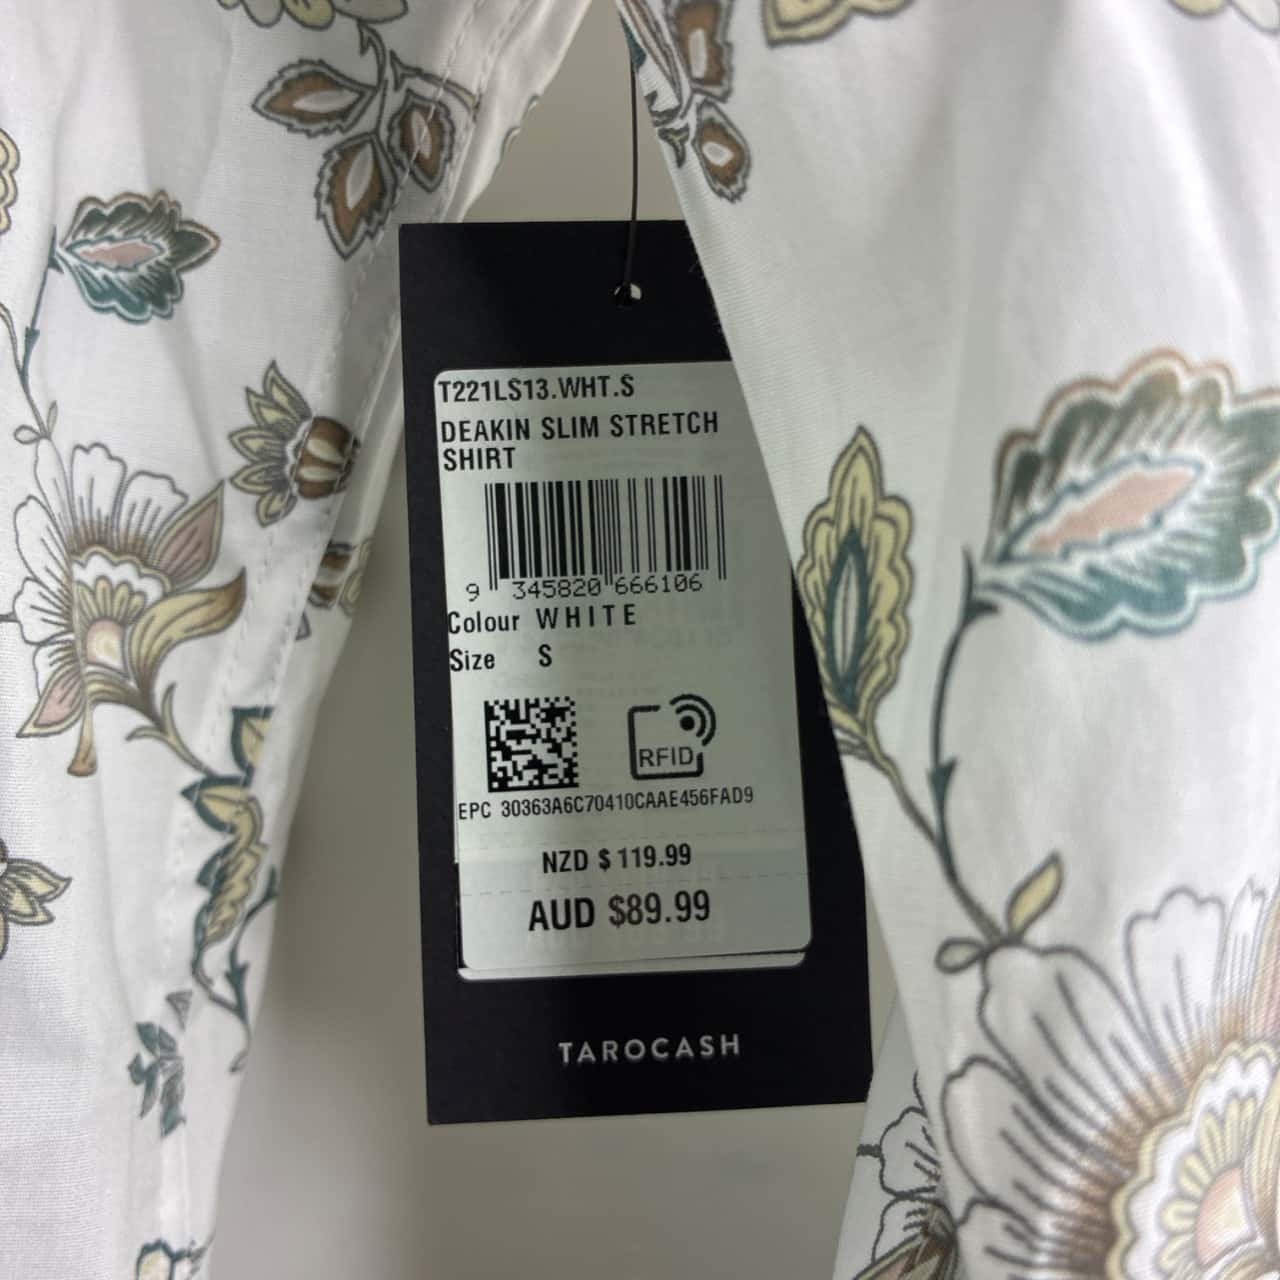 T221LS13.WHT.S
DEAKIN SLIM STRETCH
SHIRT
9 345820 666106
Colour WHITE
Size S
RFID
EPC 30363A6C70410CAAE456FAD9
NZD $119.99
AUD $89.99
TAROCASH